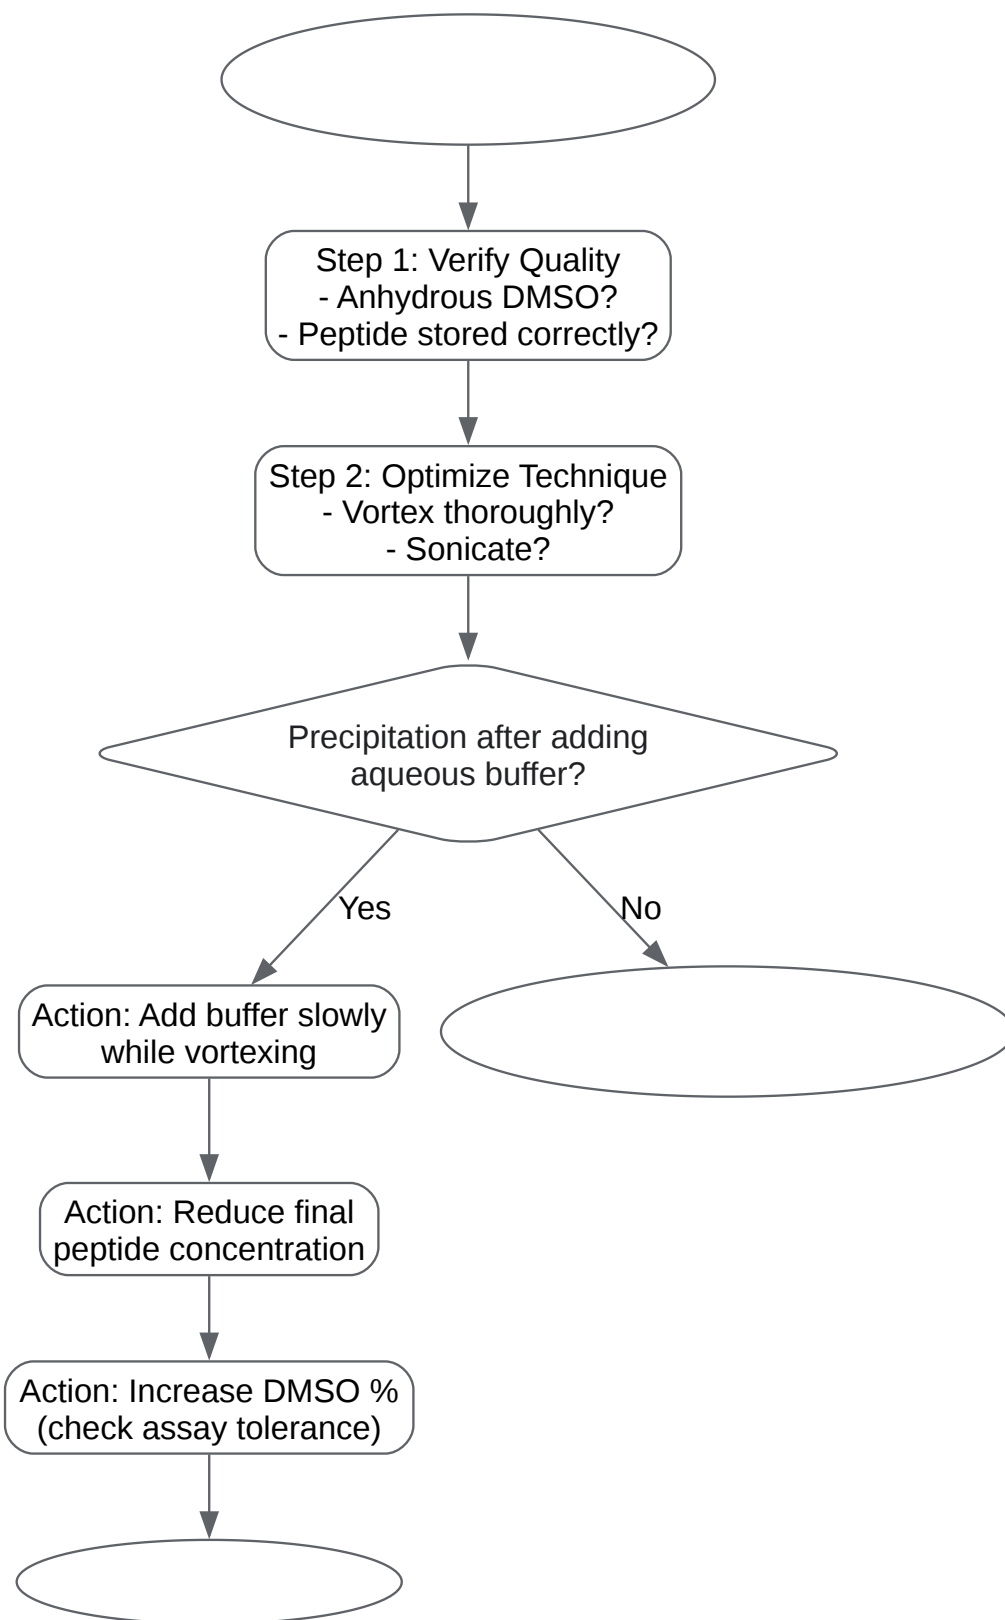 Step 1: Verify Quality
- Anhydrous DMSO?
- Peptide stored correctly?
Step 2: Optimize Technique
- Vortex thoroughly?
- Sonicate?
Precipitation after adding
aqueous buffer?
Yes
No
Action: Add buffer slowly
while vortexing
Action: Reduce final
peptide concentration
Action: Increase DMSO %
(check assay tolerance)